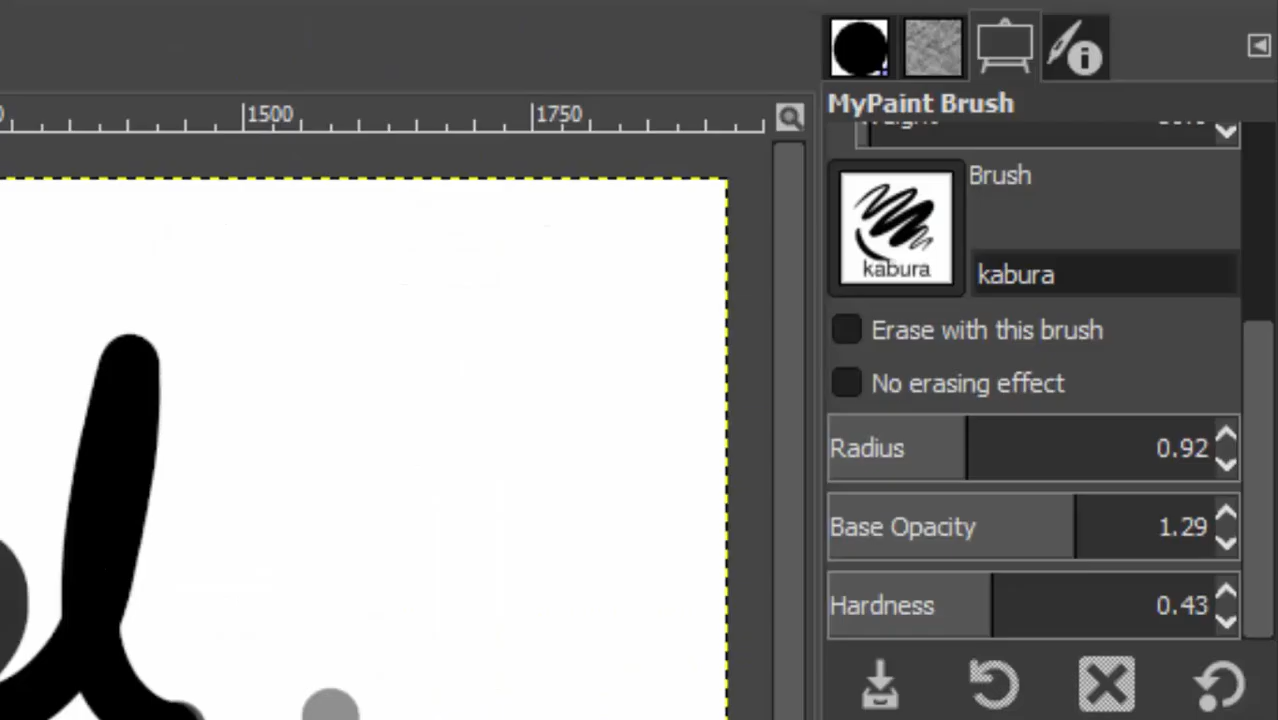 1500
1750
MyPaint Brush
Brush
kabura
kabura
Erase with this brush
No erasing effect
Radius 0.92
Base Opacity 1.29
Hardness 0.43